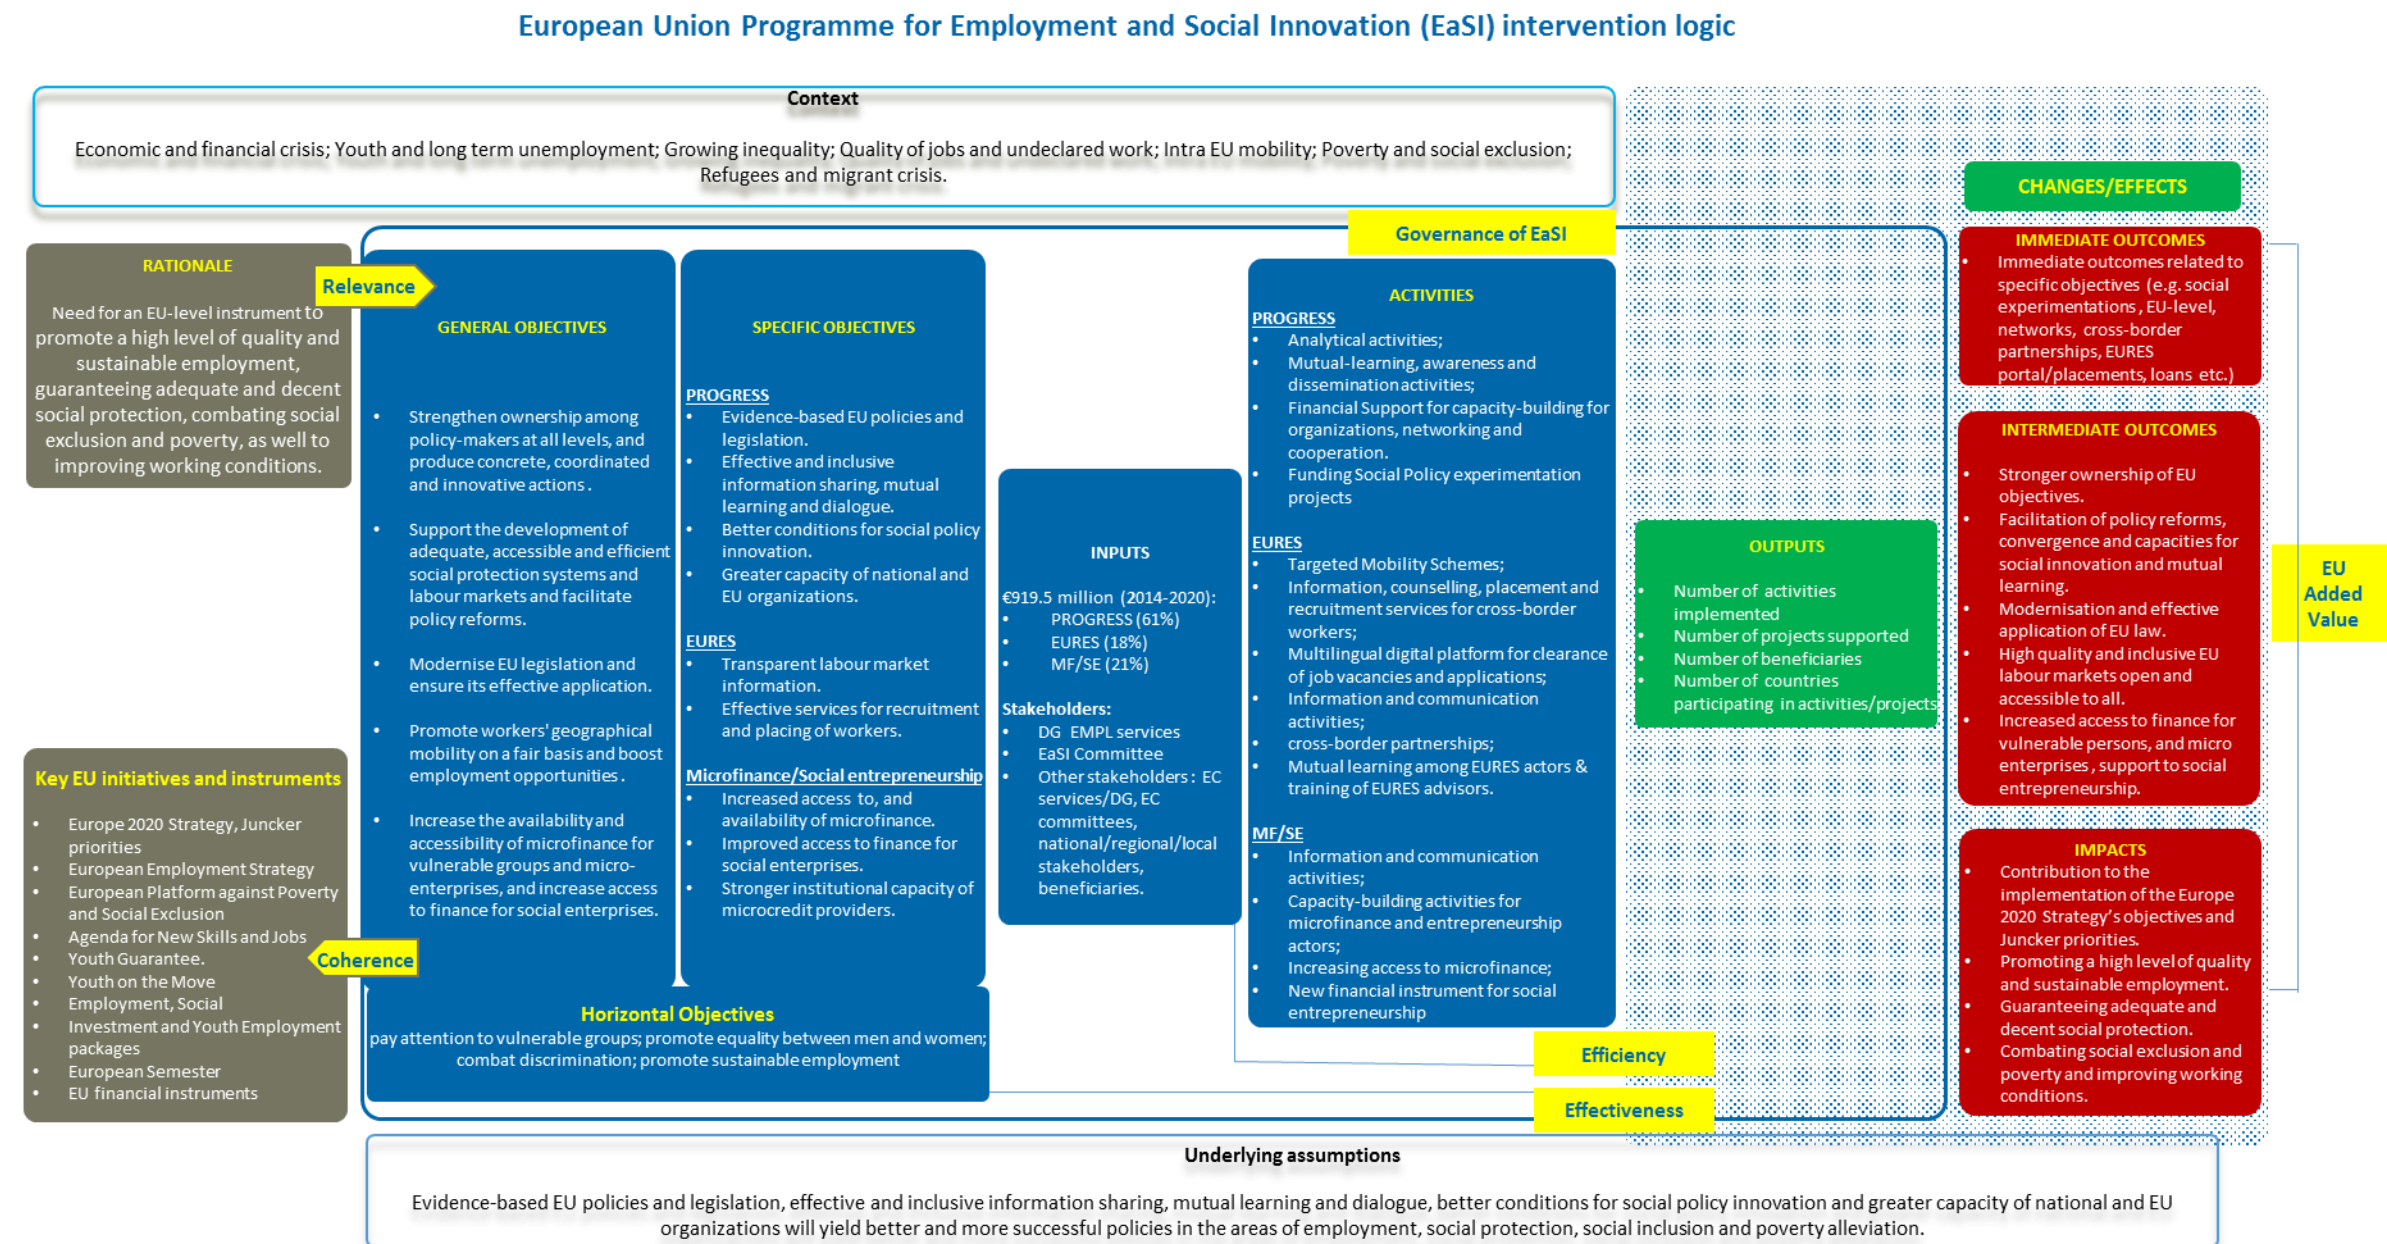 European Union Programme for Employment and Social Innovation (EaSI) intervention logic
Context
Economic and financial crisis; Youth and long term unemployment; Growing inequality; Quality of jobs and undeclared work; Intra EU mobility; Poverty and social exclusion;
Refugees and migrant crisis.
Governance of EaSI
RATIONALE
Need for an EU-level instrument to
promote a high level of quality and
sustainable employment,
guaranteeing adequate and decent
social protection, combating social
exclusion and poverty, as well to
improving working conditions.
Relevance
Key EU initiatives and instruments
• Europe 2020 Strategy, Juncker
priorities
• European Employment Strategy
• European Platform against Poverty
and Social Exclusion
• Agenda for New Skills and Jobs
• Youth Guarantee.
• Youth on the Move
• Employment, Social
• Investment and Youth Employment
packages
• European Semester
• EU financial instruments
Coherence
GENERAL OBJECTIVES
• Strengthen ownership among
policy-makers at all levels, and
produce concrete, coordinated
and innovative actions .
• Support the development of
adequate, accessible and efficient
social protection systems and
labour markets and facilitate
policy reforms.
• Modernise EU legislation and
ensure its effective application.
• Promote workers' geographical
mobility on a fair basis and boost
employment opportunities .
• Increase the availability and
accessibility of microfinance for
vulnerable groups and micro-
enterprises, and increase access
to finance for social enterprises.
SPECIFIC OBJECTIVES
PROGRESS
• Evidence-based EU policies and
legislation.
• Effective and inclusive
information sharing, mutual
learning and dialogue.
• Better conditions for social policy
innovation.
• Greater capacity of national and
EU organizations.
EURES
• Transparent labour market
information.
• Effective services for recruitment
and placing of workers.
Microfinance/Social entrepreneurship
• Increased access to, and
availability of microfinance.
• Improved access to finance for
social enterprises.
• Stronger institutional capacity of
microcredit providers.
Horizontal Objectives
pay attention to vulnerable groups; promote equality between men and women;
combat discrimination; promote sustainable employment
INPUTS
€919.5 million (2014-2020):
• PROGRESS (61%)
• EURES (18%)
• MF/SE (21%)
Stakeholders:
• DG EMPL services
• EaSI Committee
• Other stakeholders : EC
services/DG, EC
committees,
national/regional/local
stakeholders,
beneficiaries.
ACTIVITIES
PROGRESS
• Analytical activities;
• Mutual-learning, awareness and
dissemination activities;
• Financial Support for capacity-building for
organizations, networking and
cooperation.
• Funding Social Policy experimentation
projects
EURES
• Targeted Mobility Schemes;
• Information, counselling, placement and
recruitment services for cross-border
workers;
• Multilingual digital platform for clearance
of job vacancies and applications;
• Information and communication
activities;
• cross-border partnerships;
• Mutual learning among EURES actors &
training of EURES advisors.
MF/SE
• Information and communication
activities;
• Capacity-building activities for
microfinance and entrepreneurship
actors;
• Increasing access to microfinance;
• New financial instrument for social
entrepreneurship
Efficiency
Effectiveness
OUTPUTS
• Number of activities
implemented
• Number of projects supported
• Number of beneficiaries
• Number of countries
participating in activities/projects
CHANGES/EFFECTS
IMMEDIATE OUTCOMES
• Immediate outcomes related to
specific objectives (e.g. social
experimentations , EU-level,
networks, cross-border
partnerships, EURES
portal/placements, loans etc.)
INTERMEDIATE OUTCOMES
• Stronger ownership of EU
objectives.
• Facilitation of policy reforms,
convergence and capacities for
social innovation and mutual
learning.
• Modernisation and effective
application of EU law.
• High quality and inclusive EU
labour markets open and
accessible to all.
• Increased access to finance for
vulnerable persons, and micro
enterprises , support to social
entrepreneurship.
IMPACTS
• Contribution to the
implementation of the Europe
2020 Strategy's objectives and
Juncker priorities.
• Promoting a high level of quality
and sustainable employment.
• Guaranteeing adequate and
decent social protection.
• Combating social exclusion and
poverty and improving working
conditions.
EU
Added
Value
Underlying assumptions
Evidence-based EU policies and legislation, effective and inclusive information sharing, mutual learning and dialogue, better conditions for social policy innovation and greater capacity of national and EU
organizations will yield better and more successful policies in the areas of employment, social protection, social inclusion and poverty alleviation.